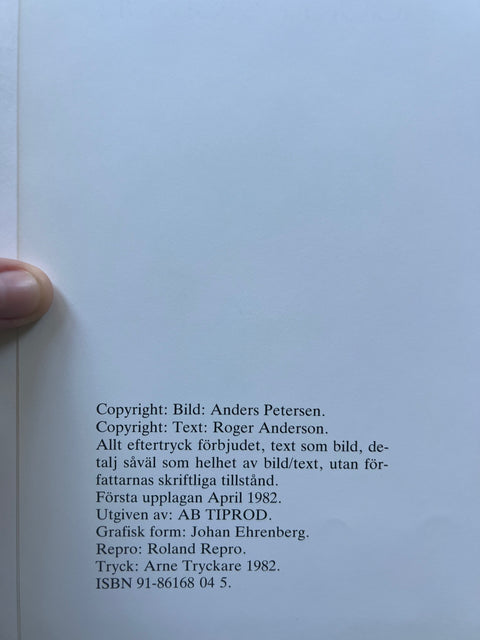 Copyright: Bild: Anders Petersen.
Copyright: Text: Roger Anderson.
Allt eftertryck förbjudet, text som bild, de-
talj såväl som helhet av bild/text, utan för-
fattarnas skriftliga tillstånd.
Första upplagan April 1982.
Utgiven av: AB TIPROD.
Grafisk form: Johan Ehrenberg.
Repro: Roland Repro.
Tryck: Arne Tryckare 1982.
ISBN 91-86168 04 5.